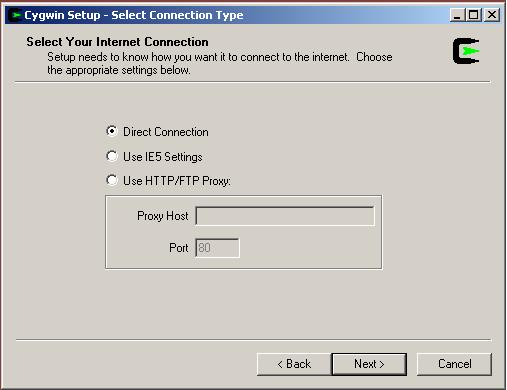 Cygwin Setup - Select Connection Type
Select Your Internet Connection
Setup needs to know how you want it to connect to the internet.  Choose
the appropriate settings below.
Direct Connection
Use IE5 Settings
Use HTTP/FTP Proxy:
Proxy Host
Port 80
< Back Next > Cancel